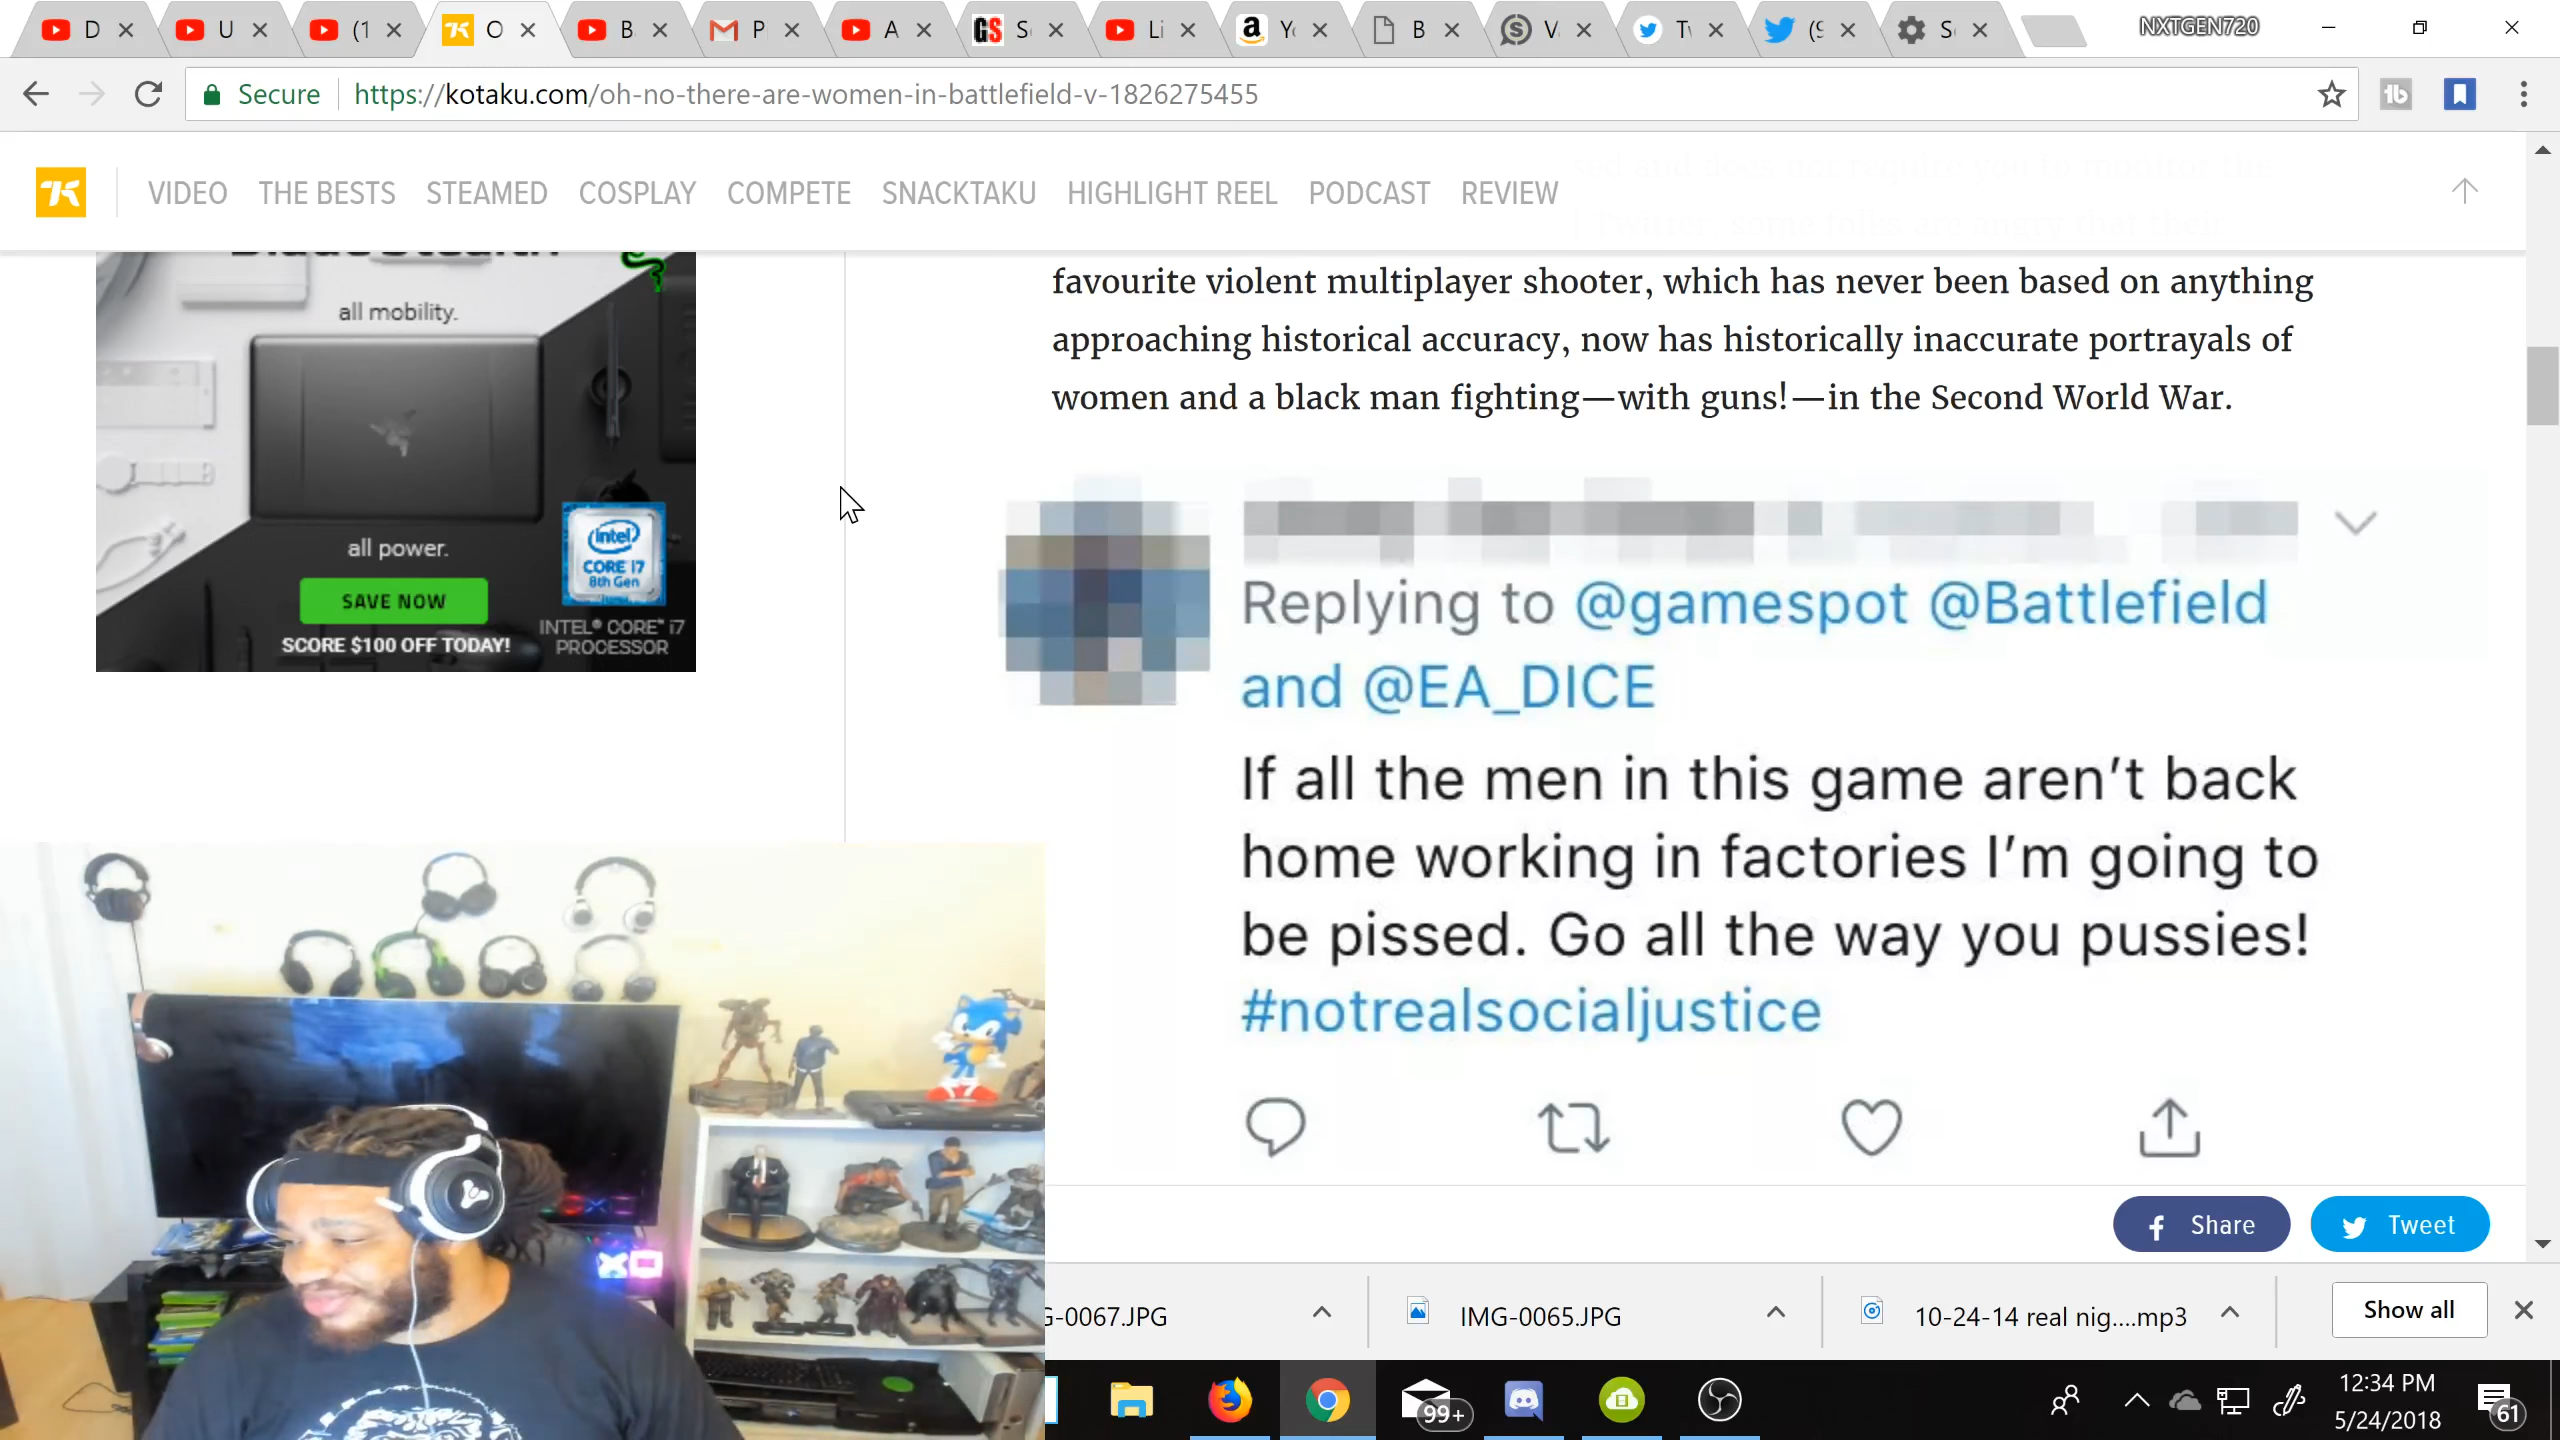 D
U
(1
O
B
P
A
S
Li
Y
B
V
T
(9
S
NXTGEN720
Secure
https://kotaku.com/oh-no-there-are-women-in-battlefield-v-1826275455
VIDEO THE BESTS STEAMED COSPLAY COMPETE SNACKTAKU HIGHLIGHT REEL PODCAST REVIEW
favourite violent multiplayer shooter, which has never been based on anything
approaching historical accuracy, now has historically inaccurate portrayals of
women and a black man fighting—with guns!—in the Second World War.
all mobility.
all power.
SAVE NOW
SCORE $100 OFF TODAY!
intel
CORE i7
8th Gen
INTEL® CORE™ i7
PROCESSOR
Replying to @gamespot @Battlefield
and @EA_DICE
If all the men in this game aren't back
home working in factories I'm going to
be pissed. Go all the way you pussies!
#notrealsocialjustice
Share
Tweet
G-0067.JPG
IMG-0065.JPG
10-24-14 real nig....mp3
Show all
99+
12:34 PM
5/24/2018
61